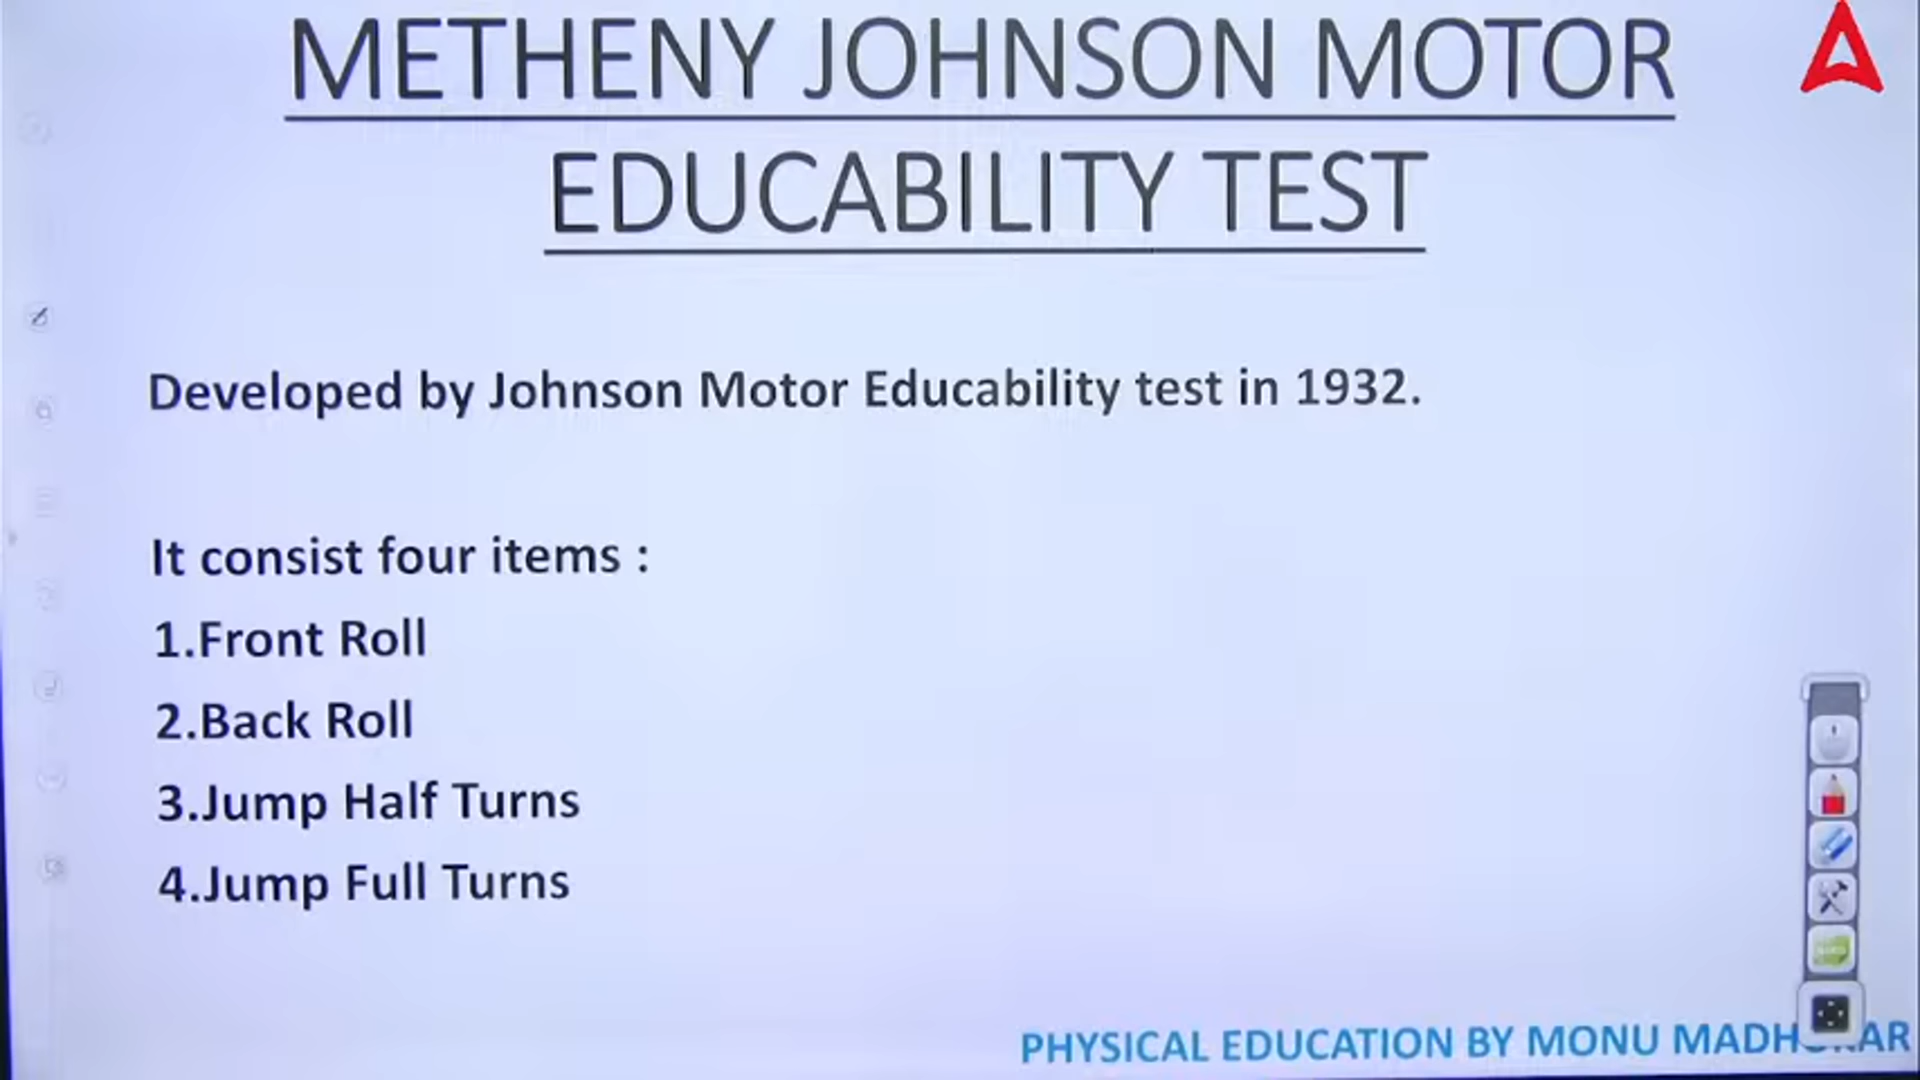 METHENY JOHNSON MOTOR
EDUCABILITY TEST
Developed by Johnson Motor Educability test in 1932.
It consist four items :
1.Front Roll
2.Back Roll
3.Jump Half Turns
4.Jump Full Turns
PHYSICAL EDUCATION BY MONU